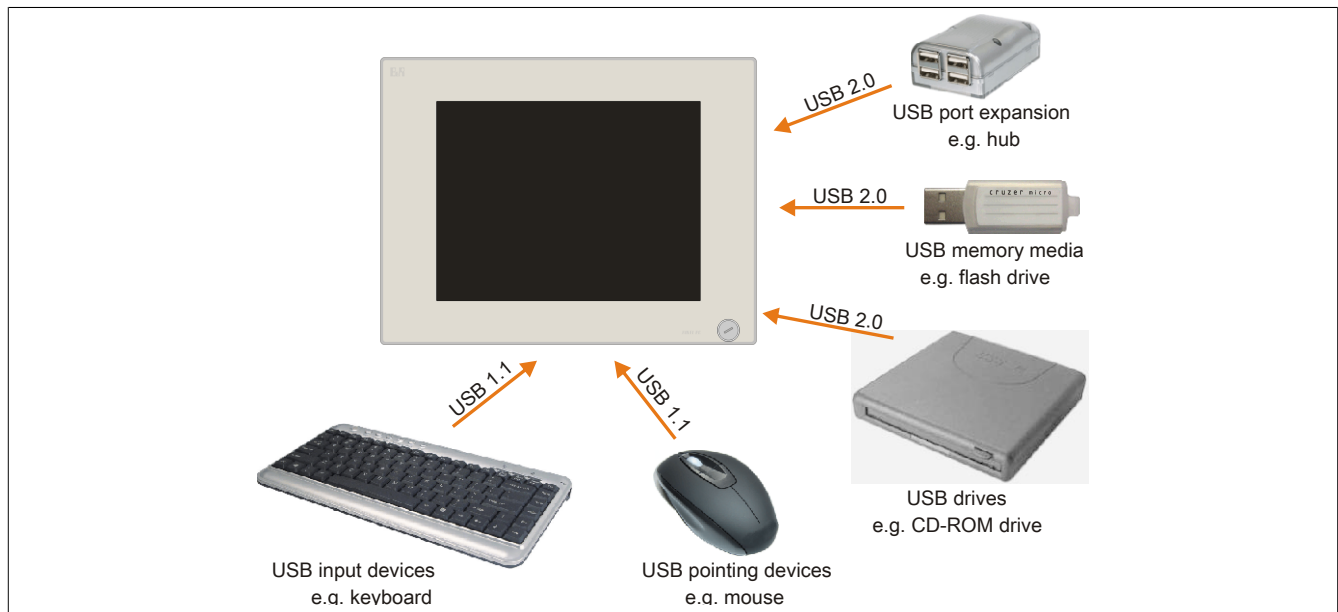 USB 2.0
USB port expansion
e.g. hub
USB 2.0
cruzer micro
USB memory media
e.g. flash drive
USB 2.0
USB drives
e.g. CD-ROM drive
USB 1.1
USB 1.1
USB input devices
e.g. keyboard
USB pointing devices
e.g. mouse